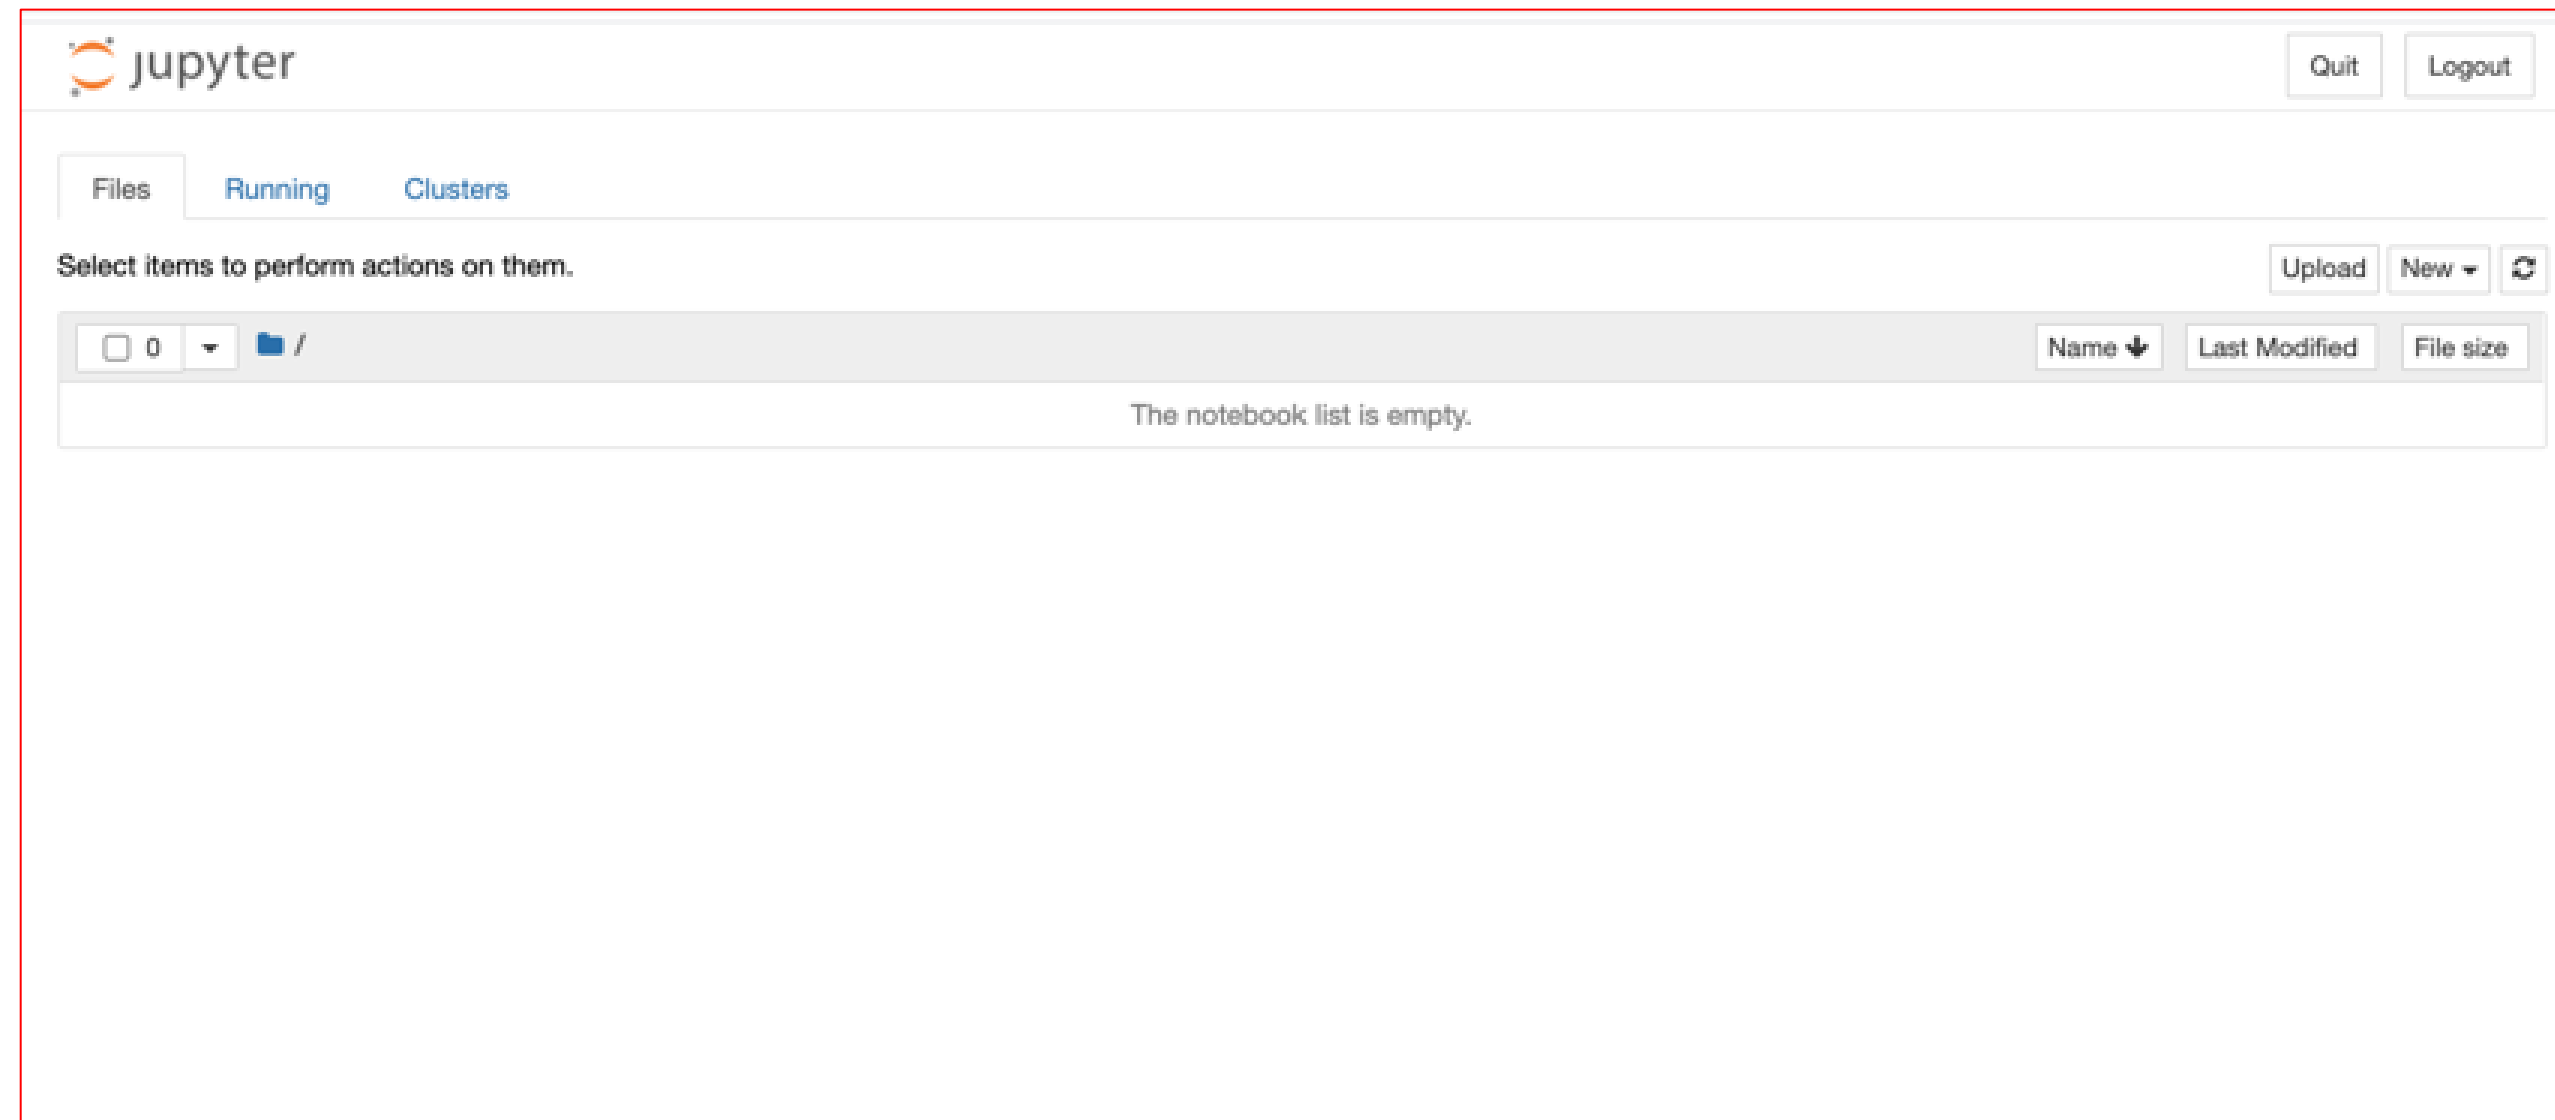 jupyter
Quit Logout
Files Running Clusters
Select items to perform actions on them.
Upload New
0 / Name Last Modified File size
The notebook list is empty.